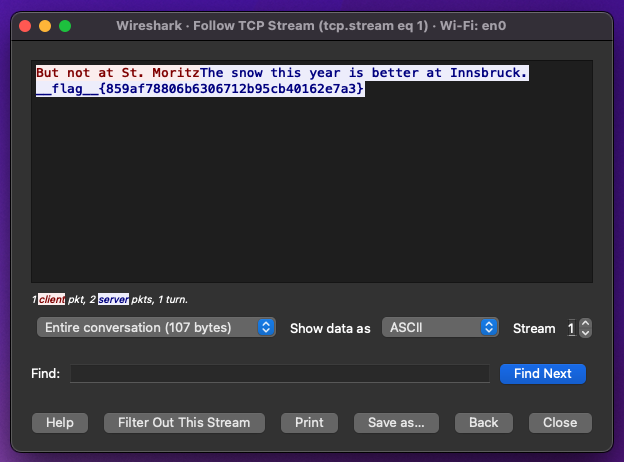 Wireshark · Follow TCP Stream (tcp.stream eq 1) · Wi-Fi: en0
But not at St. MoritzThe snow this year is better at Innsbruck.
__flag__{859af78806b6306712b95cb40162e7a3}
1 client pkt, 2 server pkts, 1 turn.
Entire conversation (107 bytes) Show data as ASCII Stream 1
Find: Find Next
Help Filter Out This Stream Print Save as... Back Close